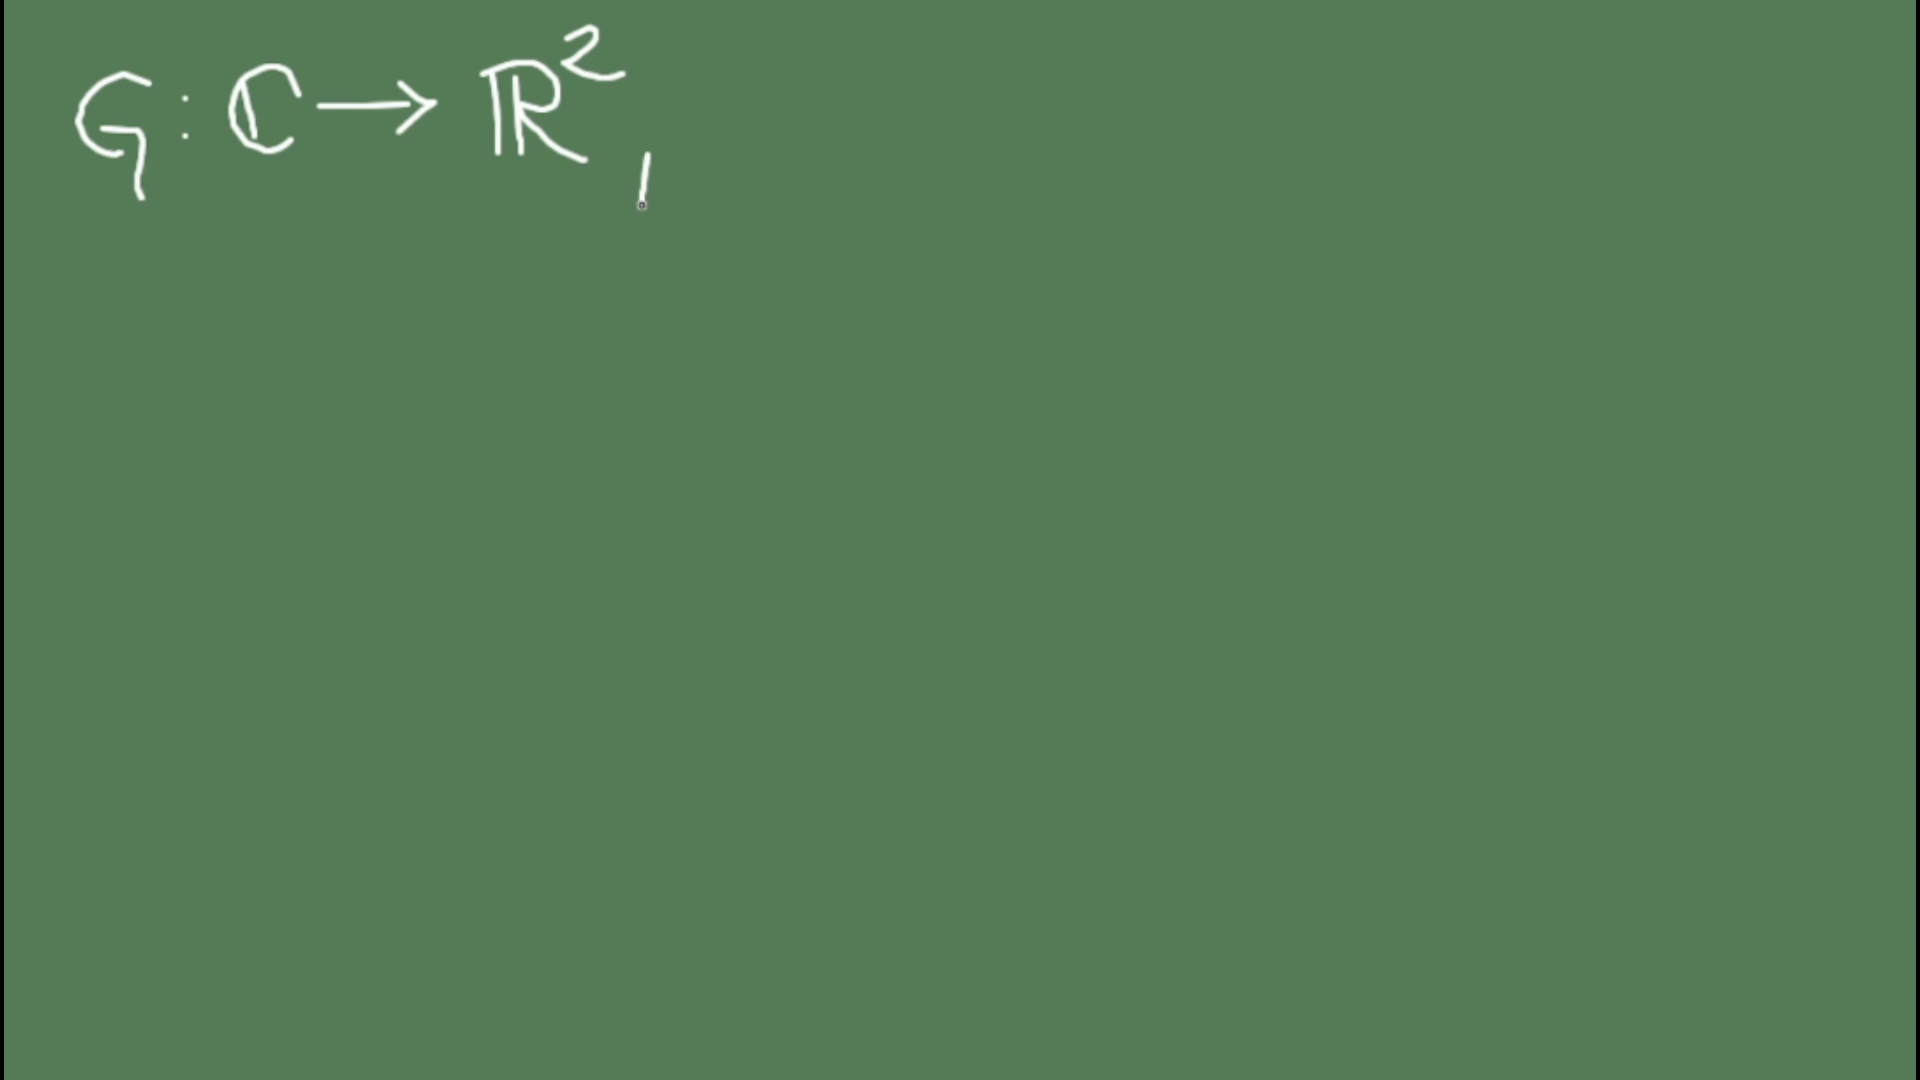 G : ℂ → ℝ² ,